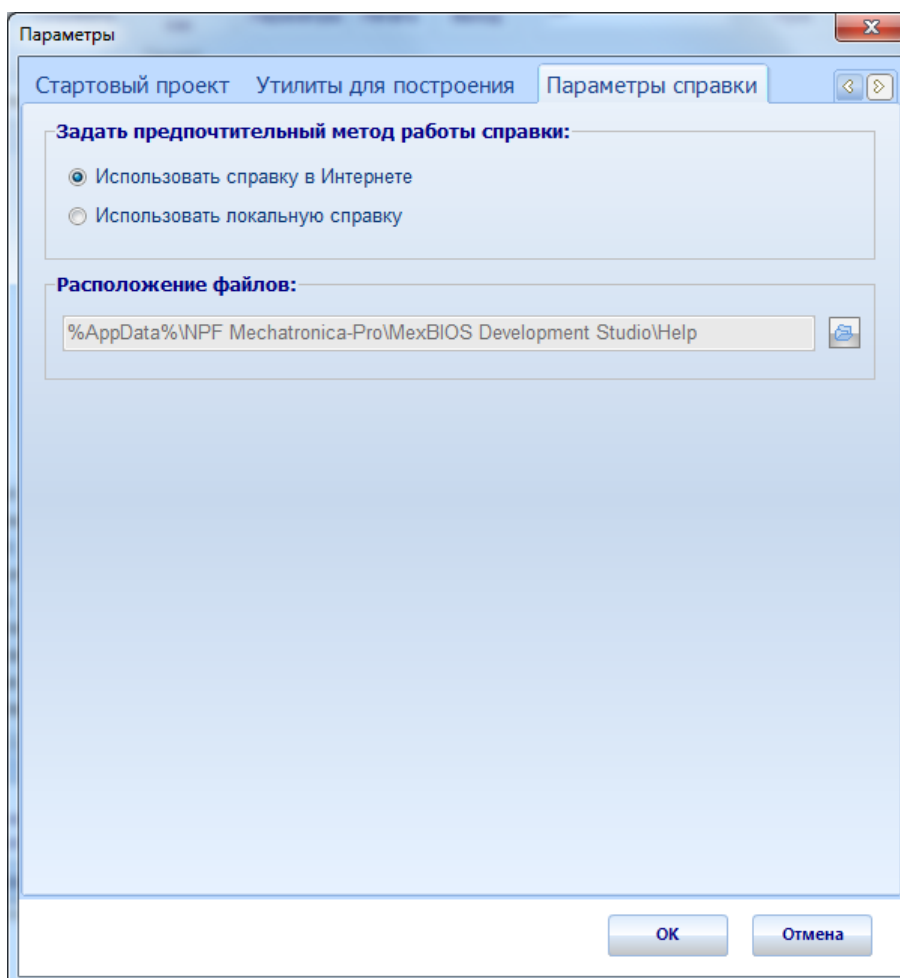 Параметры
Стартовый проект Утилиты для построения Параметры справки
Задать предпочтительный метод работы справки:
Использовать справку в Интернете
Использовать локальную справку
Расположение файлов:
%AppData%\NPF Mechatronica-Pro\MexBIOS Development Studio\Help
OK Отмена